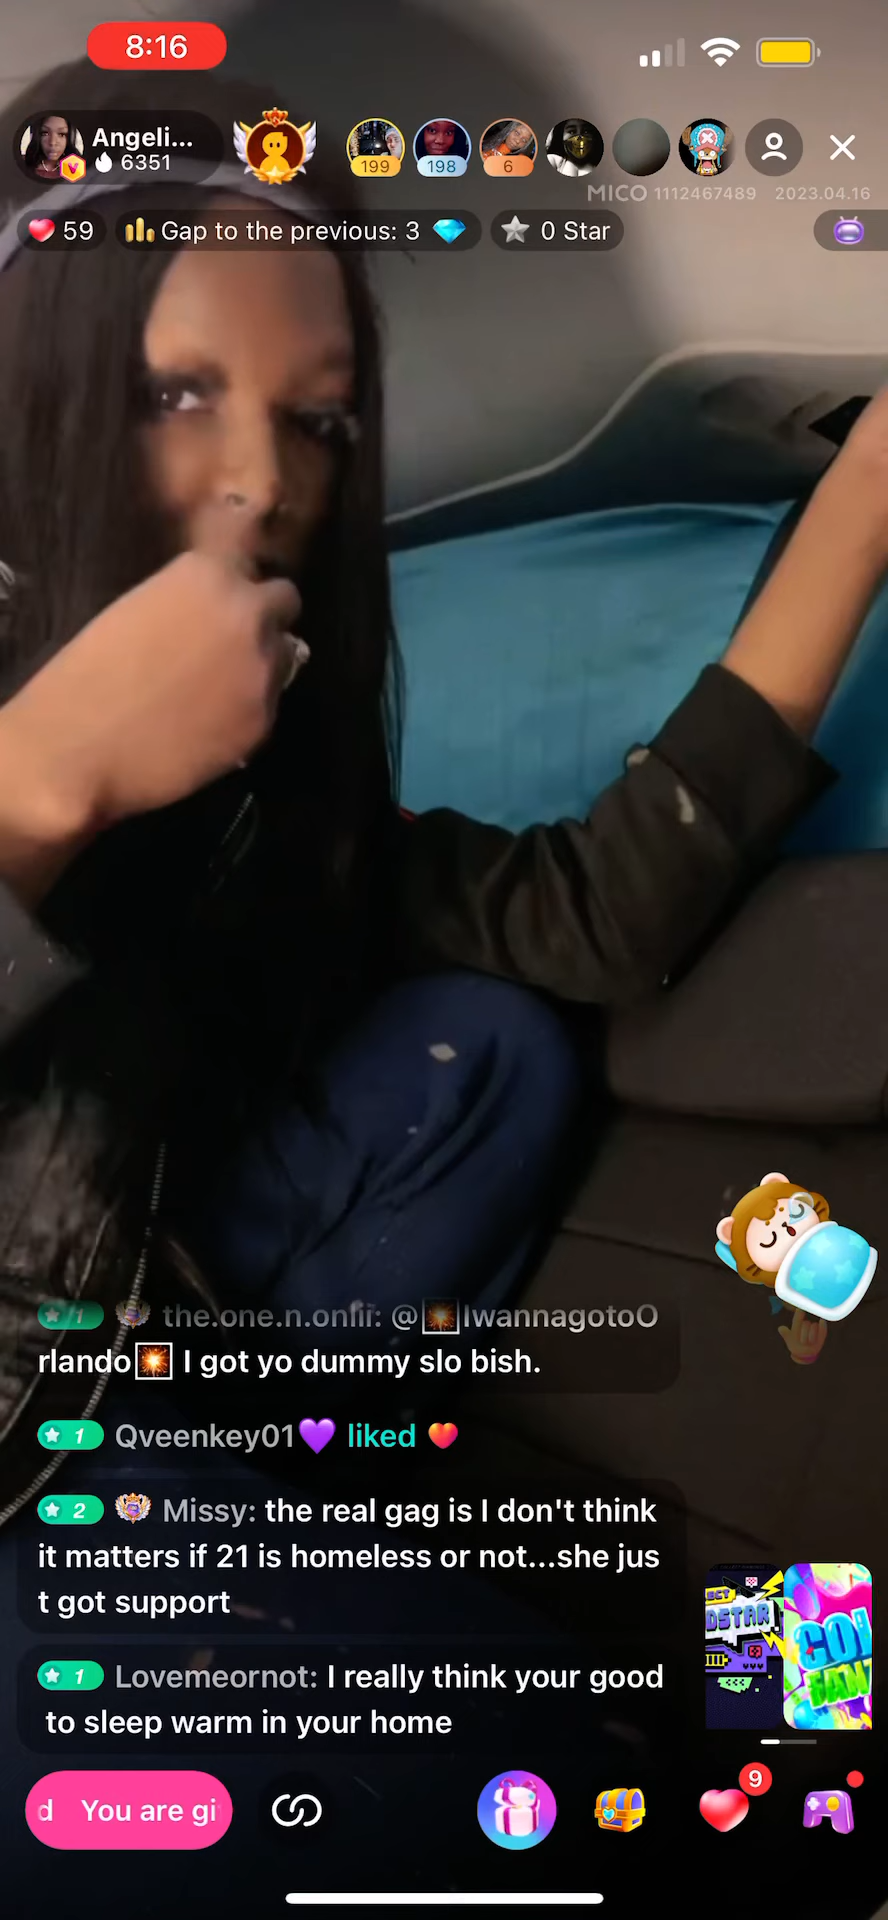 8:16
Angeli...
6351
199
198
6
MICO 1112467489 2023.04.16
59
Gap to the previous: 3
0 Star
1 the.one.n.onlii: @💥IwannagotoO
rlando💥 I got yo dummy slo bish.
1 Qveenkey01💜 liked
2 Missy: the real gag is I don't think
it matters if 21 is homeless or not...she jus
t got support
1 Lovemeornot: I really think your good
to sleep warm in your home
d You are gi
9